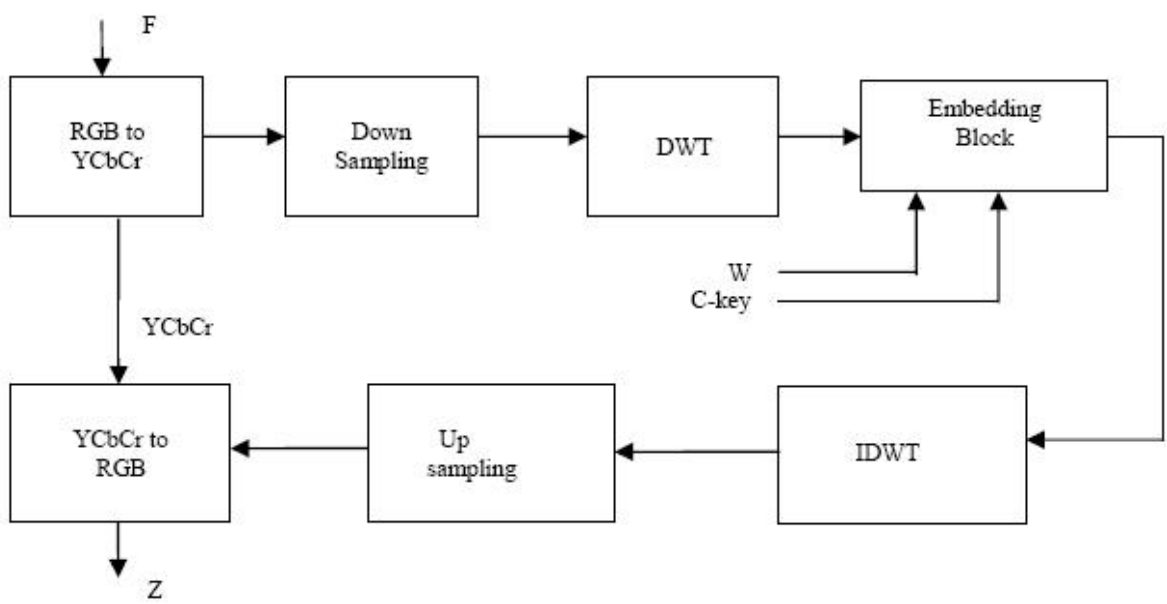 F
RGB to
YCbCr
Down
Sampling
DWT
Embedding
Block
W
C-key
YCbCr
YCbCr to
RGB
Up
sampling
IDWT
Z